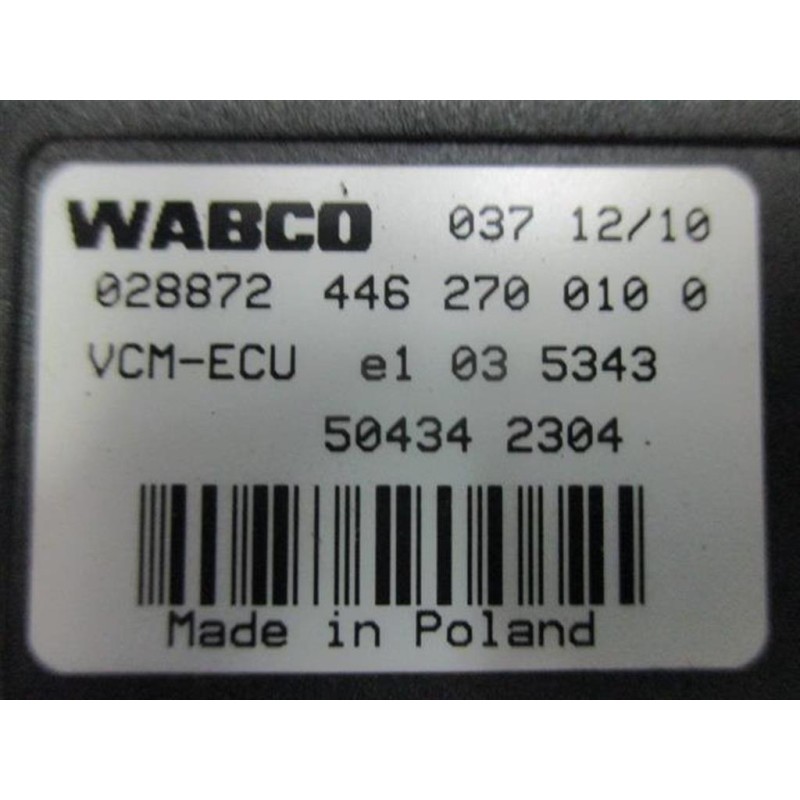 WABCO 037 12/10
028872 446 270 010 0
VCM-ECU e1 03 5343
50434 2304
Made in Poland